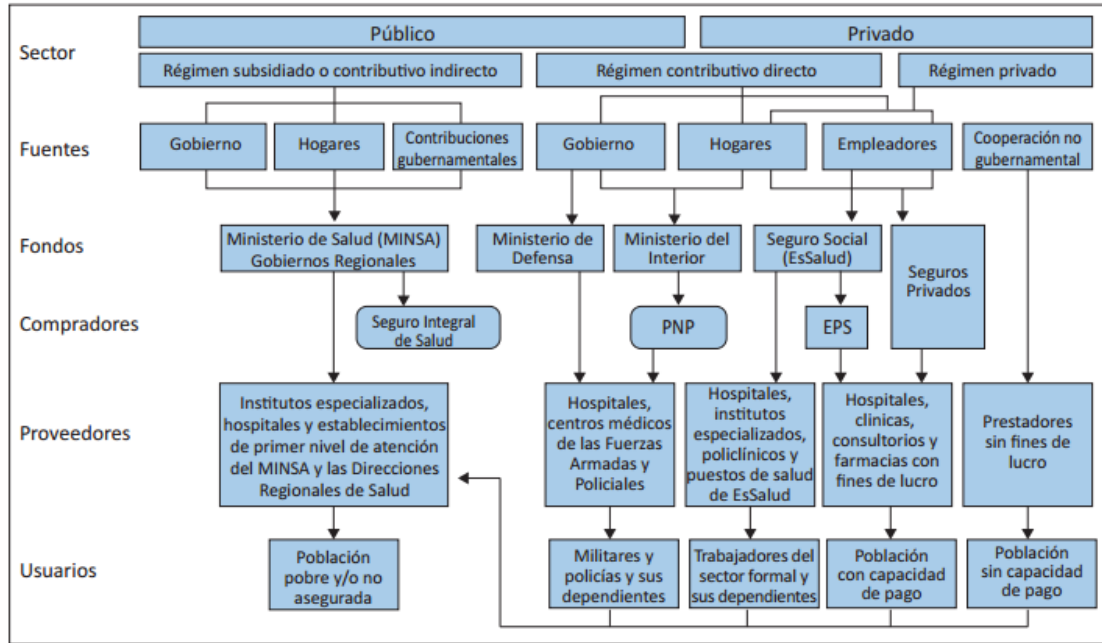 Sector
Público
Privado
Régimen subsidiado o contributivo indirecto
Régimen contributivo directo
Régimen privado
Fuentes
Gobierno
Hogares
Contribuciones
gubernamentales
Gobierno
Hogares
Empleadores
Cooperación no
gubernamental
Fondos
Ministerio de Salud (MINSA)
Gobiernos Regionales
Ministerio de
Defensa
Ministerio del
Interior
Seguro Social
(EsSalud)
Seguros
Privados
Compradores
Seguro Integral
de Salud
PNP
EPS
Proveedores
Institutos especializados,
hospitales y establecimientos
de primer nivel de atención
del MINSA y las Direcciones
Regionales de Salud
Hospitales,
centros médicos
de las Fuerzas
Armadas y
Policiales
Hospitales,
institutos
especializados,
policlínicos y
puestos de salud
de EsSalud
Hospitales,
clinicas,
consultorios y
farmacias con
fines de lucro
Prestadores
sin fines de
lucro
Usuarios
Población
pobre y/o no
asegurada
Militares y
policías y sus
dependientes
Trabajadores del
sector formal y
sus dependientes
Población
con capacidad
de pago
Población
sin capacidad
de pago